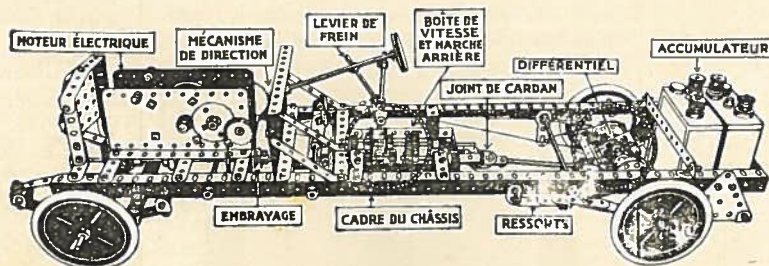 MOTEUR ÉLECTRIQUE
MÉCANISME
DE DIRECTION
LEVIER DE
FREIN
BOÎTE DE
VITESSE
ET MARCHE
ARRIÈRE
DIFFÉRENTIEL
ACCUMULATEUR
JOINT DE CARDAN
EMBRAYAGE
CADRE DU CHÂSSIS
RESSORTS